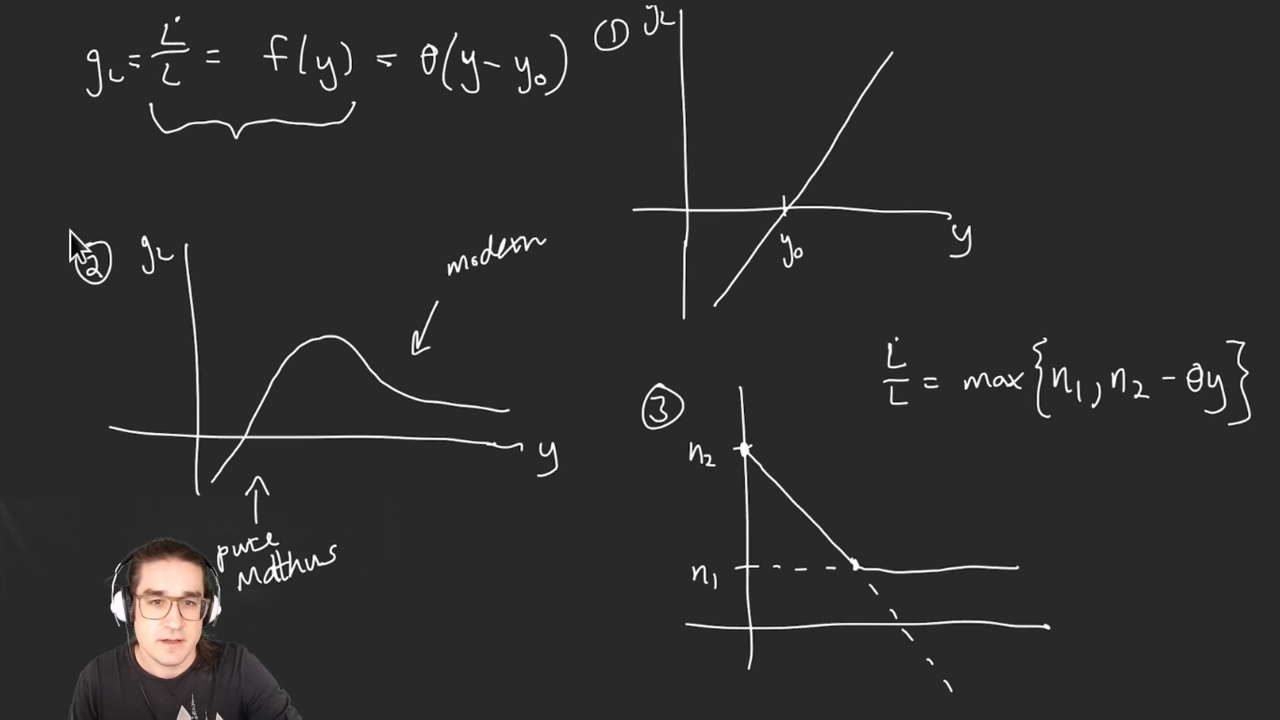 g_L = L̇/L = f(y) = θ(y - y₀)
① g_L
y₀
y
② g_L
modern
y
pure
Malthus
L̇/L = max{n₁, n₂ - θy}
③
n₂
n₁